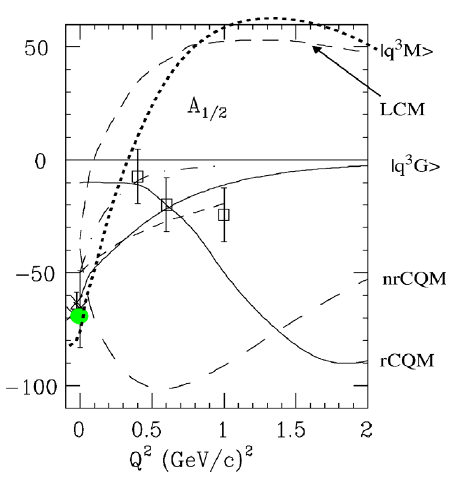 50
|q³M>
A₁/₂
LCM
0
|q³G>
−50
nrCQM
rCQM
−100
0 0.5 1 1.5 2
Q² (GeV/c)²